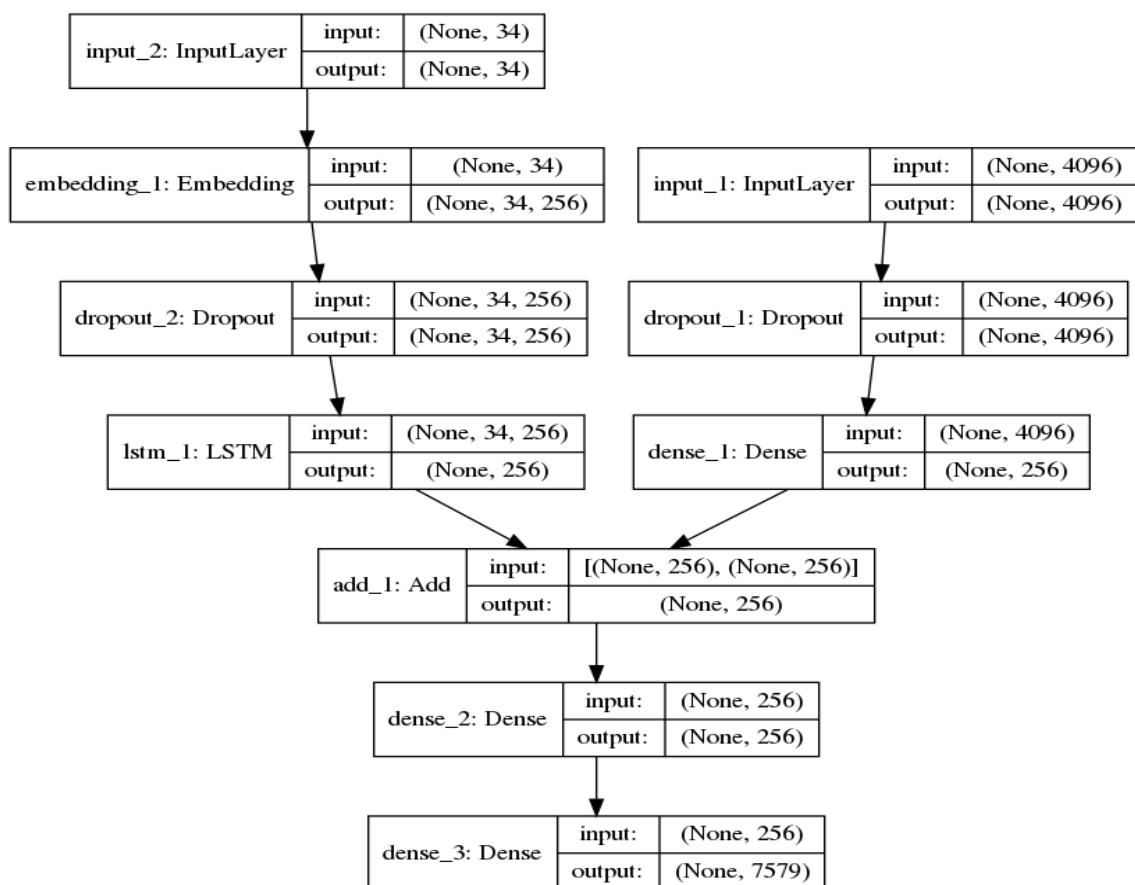 input_2: InputLayer
input: (None, 34)
output: (None, 34)
embedding_1: Embedding
input: (None, 34)
output: (None, 34, 256)
input_1: InputLayer
input: (None, 4096)
output: (None, 4096)
dropout_2: Dropout
input: (None, 34, 256)
output: (None, 34, 256)
dropout_1: Dropout
input: (None, 4096)
output: (None, 4096)
lstm_1: LSTM
input: (None, 34, 256)
output: (None, 256)
dense_1: Dense
input: (None, 4096)
output: (None, 256)
add_1: Add
input: [(None, 256), (None, 256)]
output: (None, 256)
dense_2: Dense
input: (None, 256)
output: (None, 256)
dense_3: Dense
input: (None, 256)
output: (None, 7579)